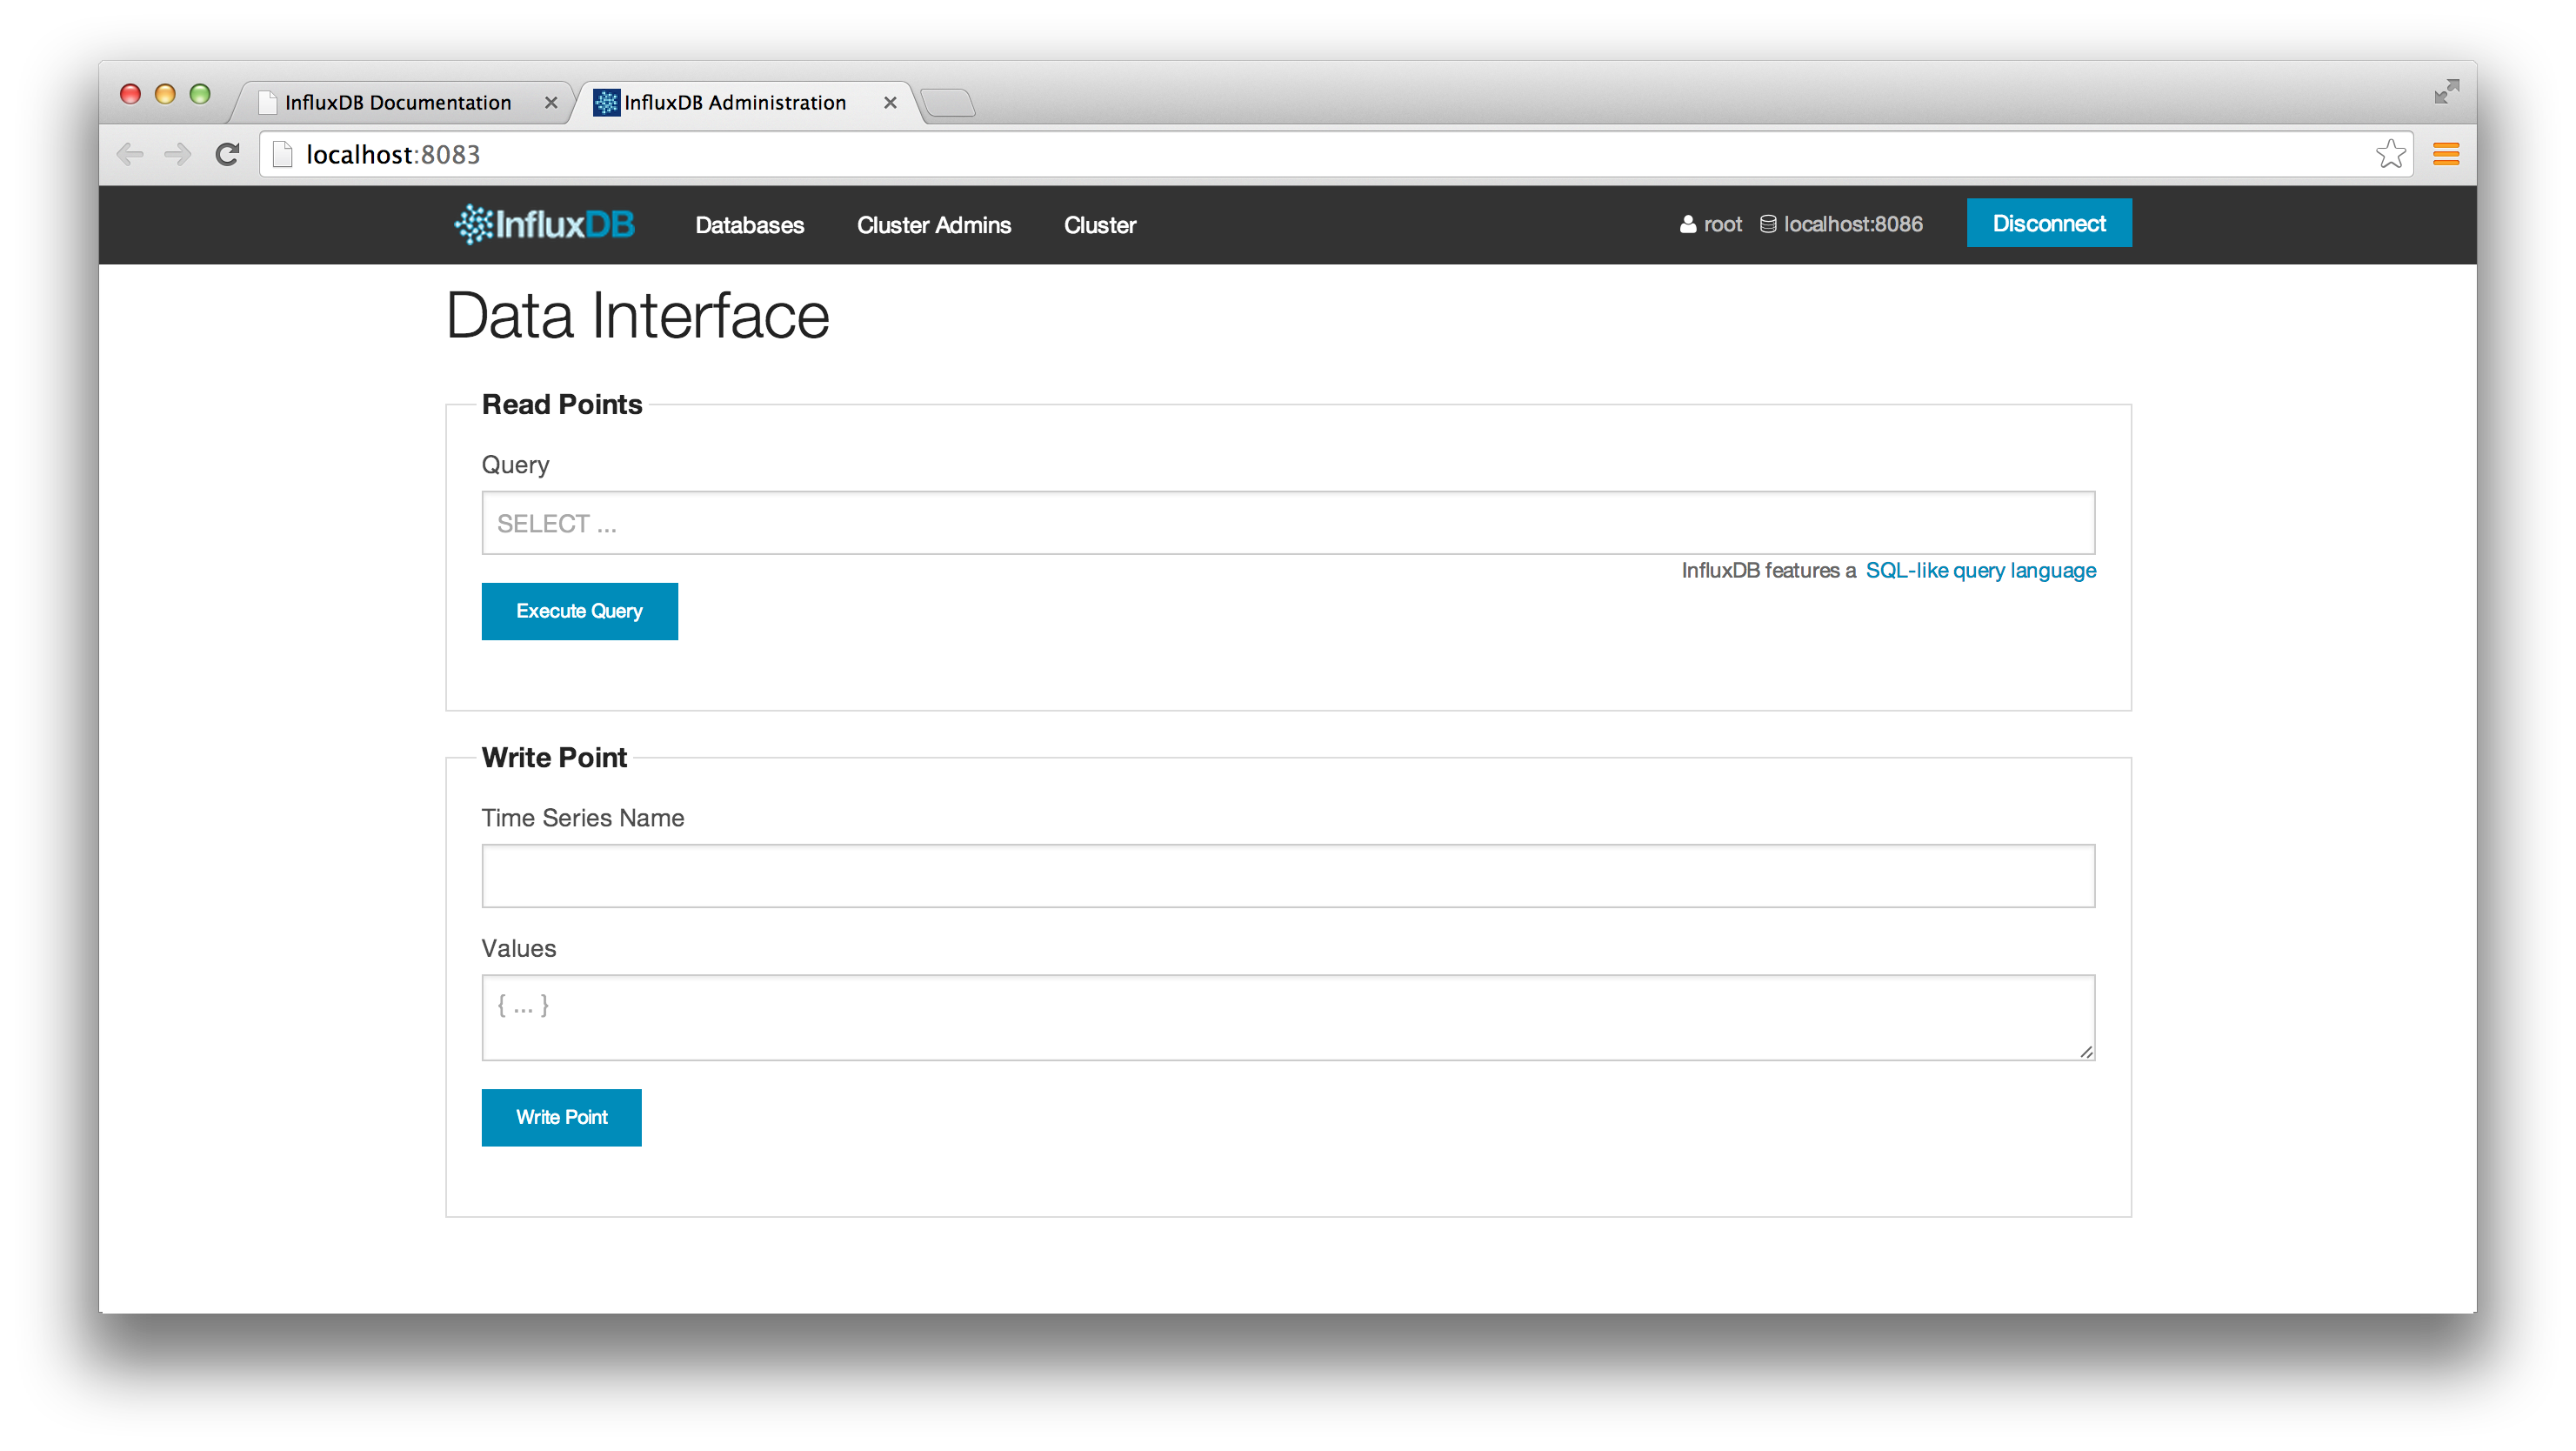 InfluxDB Documentation InfluxDB Administration
localhost:8083
InfluxDB Databases Cluster Admins Cluster root localhost:8086 Disconnect
Data Interface
Read Points
Query
SELECT ...
InfluxDB features a SQL-like query language
Execute Query
Write Point
Time Series Name
Values
{ ... }
Write Point